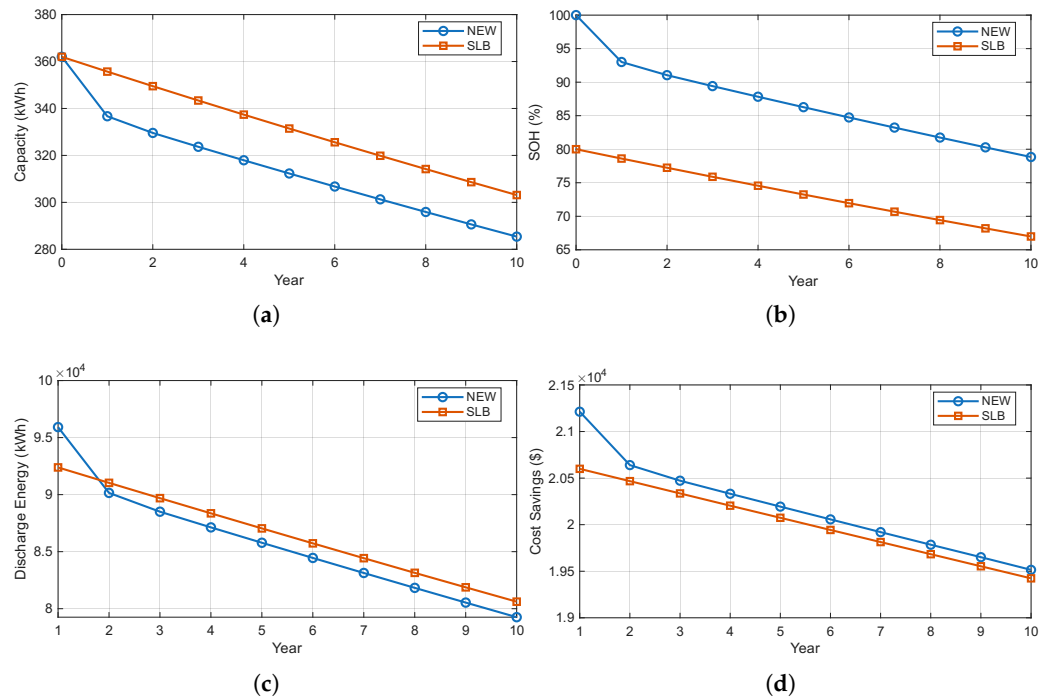 380
360
340
320
300
280
Capacity (kWh)
0 2 4 6 8 10
Year
NEW
SLB
(a)
100
95
90
85
80
75
70
65
SOH (%)
0 2 4 6 8 10
Year
NEW
SLB
(b)
×10⁴
10
9.5
9
8.5
8
Discharge Energy (kWh)
1 2 3 4 5 6 7 8 9 10
Year
NEW
SLB
(c)
×10⁴
2.15
2.1
2.05
2
1.95
1.9
Cost Savings ($)
1 2 3 4 5 6 7 8 9 10
Year
NEW
SLB
(d)